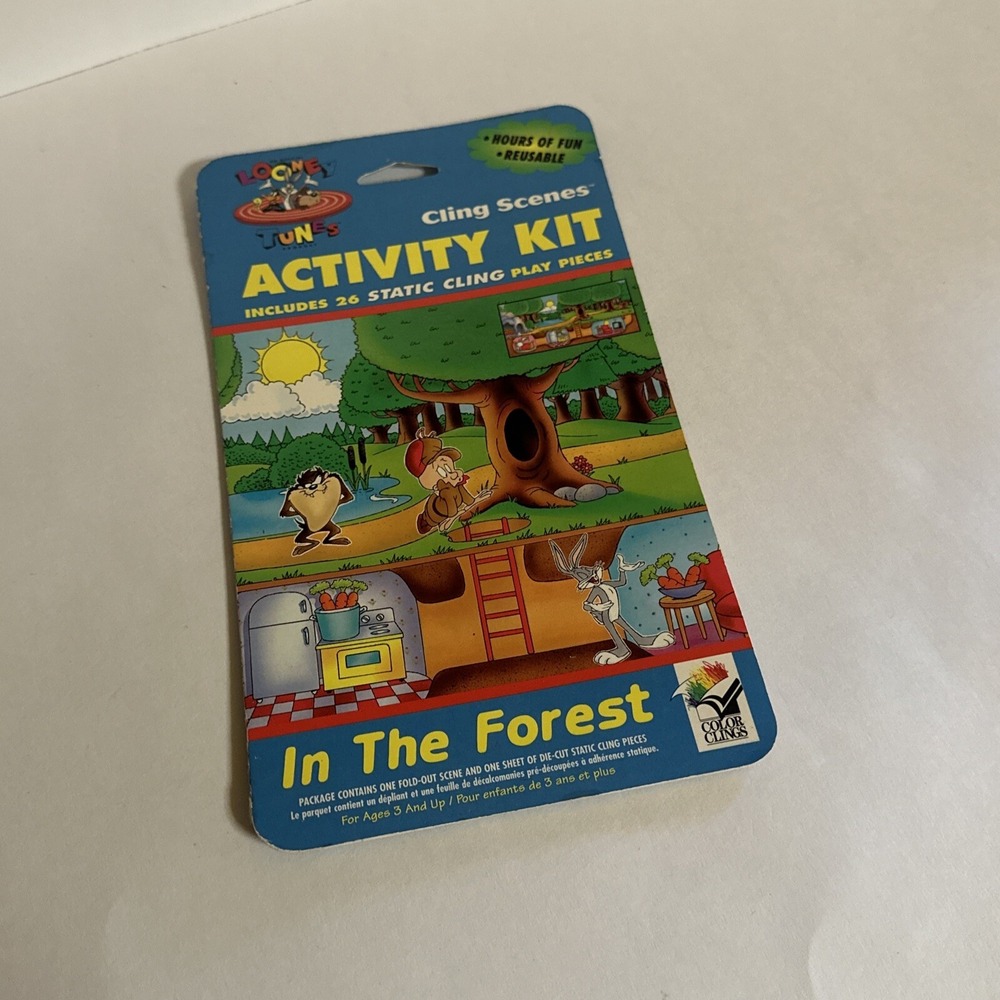 LOONEY
TUNES
• HOURS OF FUN
• REUSABLE
Cling Scenes™
ACTIVITY KIT
INCLUDES 26 STATIC CLING PLAY PIECES
In The Forest
COLOR
CLINGS
PACKAGE CONTAINS ONE FOLD-OUT SCENE AND ONE SHEET OF DIE-CUT STATIC CLING PIECES
Le parquet contient un dépliant et une feuille de décalcomanies pré-découpées à adhérence statique.
For Ages 3 And Up / Pour enfants de 3 ans et plus